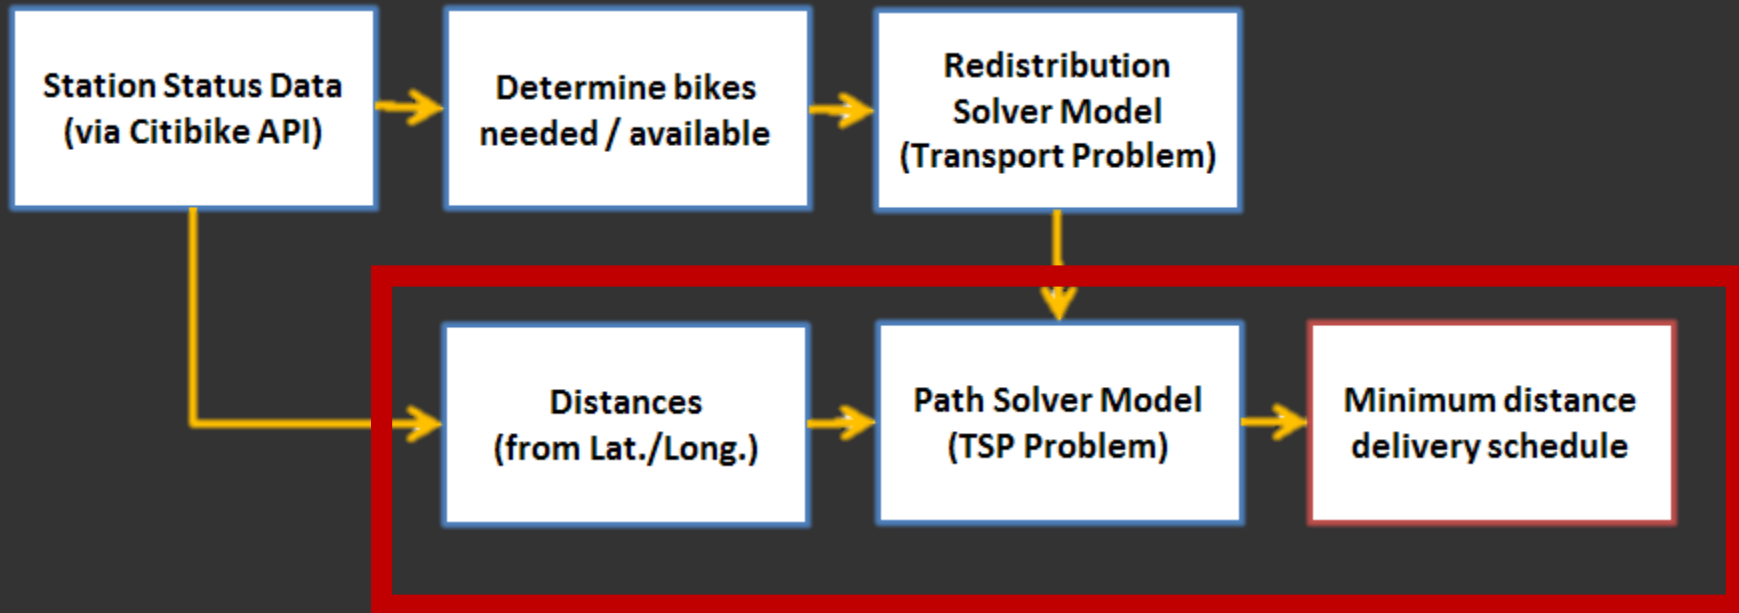 Station Status Data
(via Citibike API)
Determine bikes
needed / available
Redistribution
Solver Model
(Transport Problem)
Distances
(from Lat./Long.)
Path Solver Model
(TSP Problem)
Minimum distance
delivery schedule